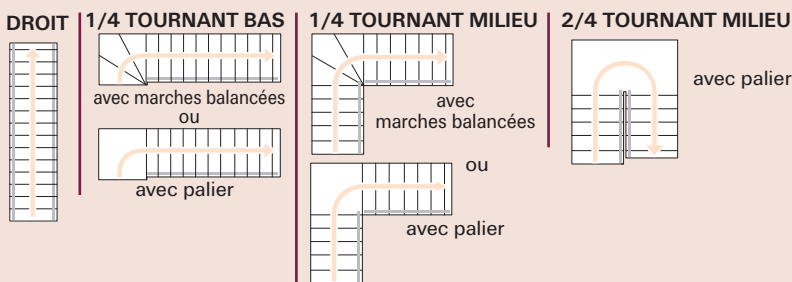 DROIT
1/4 TOURNANT BAS
avec marches balancées
ou
avec palier
1/4 TOURNANT MILIEU
avec
marches balancées
ou
avec palier
2/4 TOURNANT MILIEU
avec palier